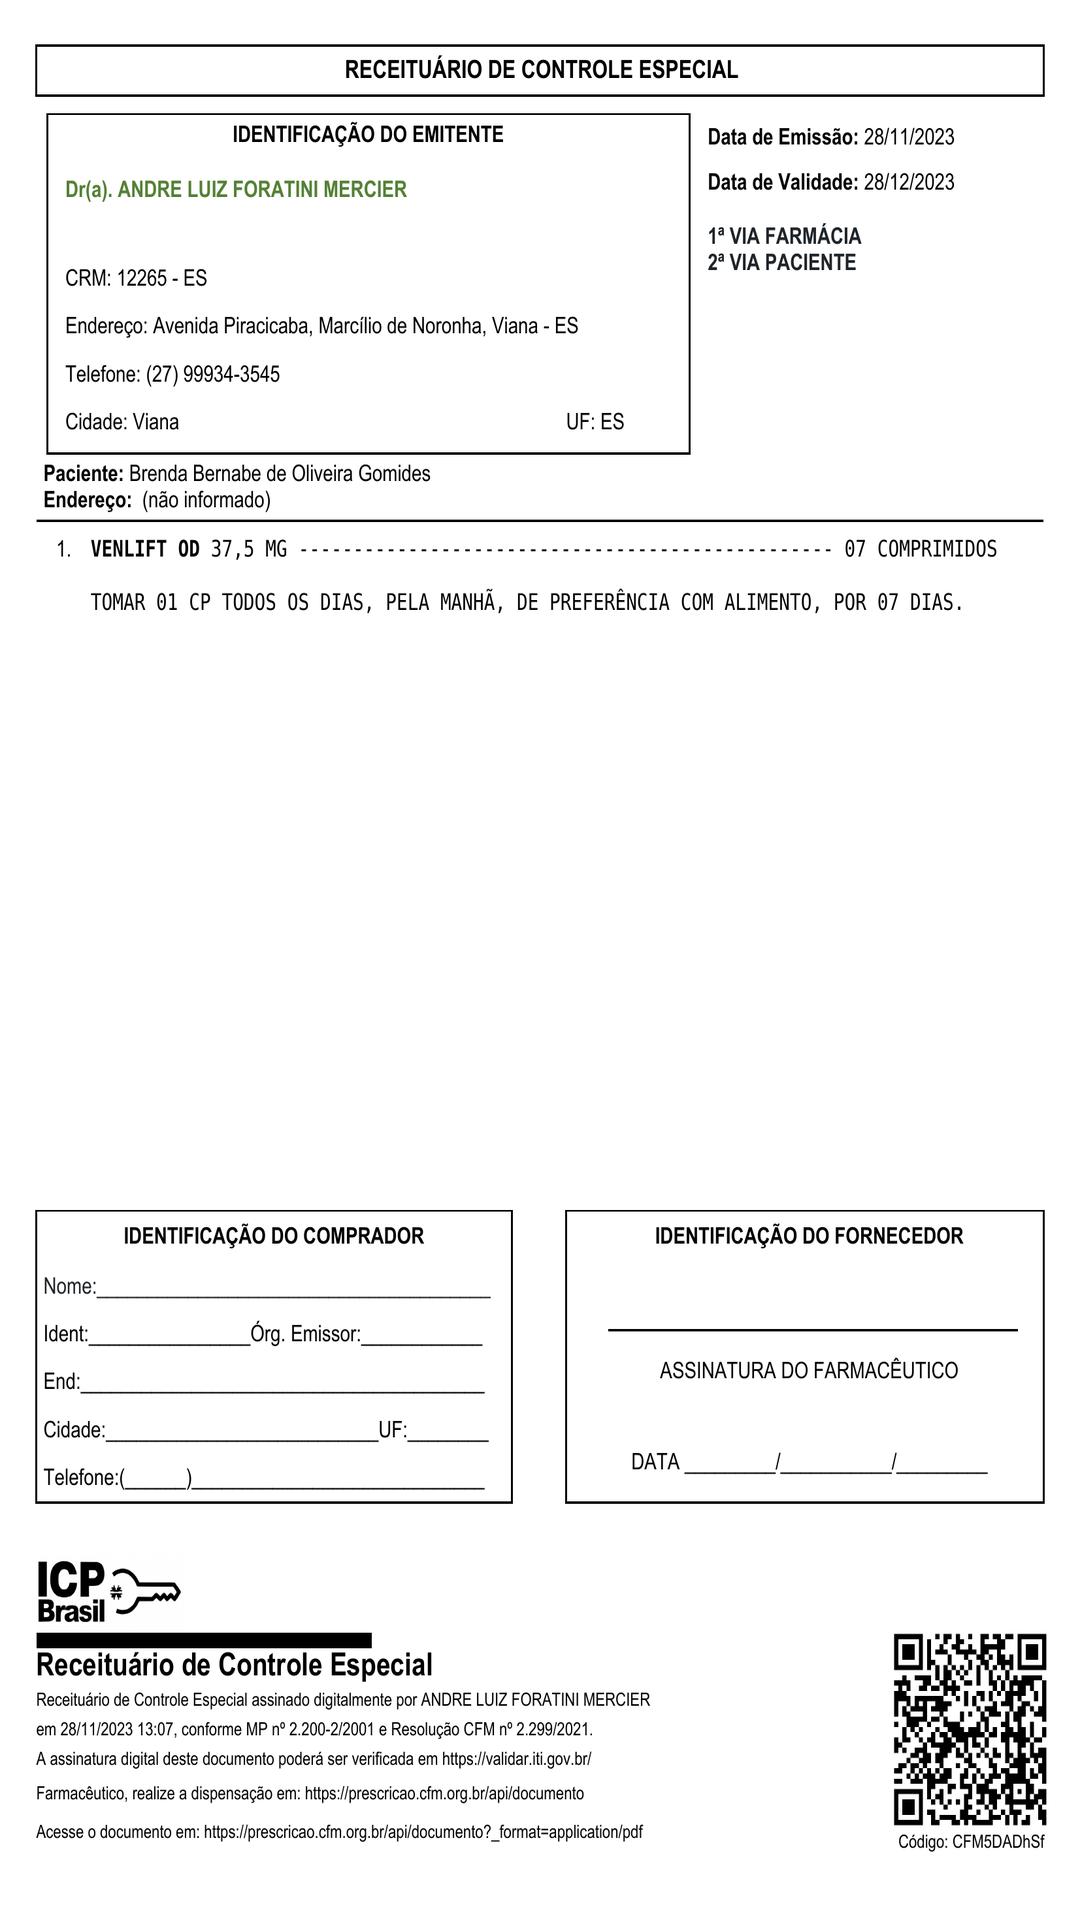 RECEITUÁRIO DE CONTROLE ESPECIAL
IDENTIFICAÇÃO DO EMITENTE
Dr(a). ANDRE LUIZ FORATINI MERCIER
CRM: 12265 - ES
Endereço: Avenida Piracicaba, Marcílio de Noronha, Viana - ES
Telefone: (27) 99934-3545
Cidade: Viana UF: ES
Data de Emissão: 28/11/2023
Data de Validade: 28/12/2023
1ª VIA FARMÁCIA
2ª VIA PACIENTE
Paciente: Brenda Bernabe de Oliveira Gomides
Endereço: (não informado)
1. VENLIFT OD 37,5 MG ------------------------------------------------- 07 COMPRIMIDOS
TOMAR 01 CP TODOS OS DIAS, PELA MANHÃ, DE PREFERÊNCIA COM ALIMENTO, POR 07 DIAS.
IDENTIFICAÇÃO DO COMPRADOR
Nome:_______________________________________
Ident:________________Órg. Emissor:____________
End:________________________________________
Cidade:___________________________UF:________
Telefone:(______)_____________________________
IDENTIFICAÇÃO DO FORNECEDOR
ASSINATURA DO FARMACÊUTICO
DATA _________/___________/_________
ICP
Brasil
Receituário de Controle Especial
Receituário de Controle Especial assinado digitalmente por ANDRE LUIZ FORATINI MERCIER
em 28/11/2023 13:07, conforme MP nº 2.200-2/2001 e Resolução CFM nº 2.299/2021.
A assinatura digital deste documento poderá ser verificada em https://validar.iti.gov.br/
Farmacêutico, realize a dispensação em: https://prescricao.cfm.org.br/api/documento
Acesse o documento em: https://prescricao.cfm.org.br/api/documento?_format=application/pdf
Código: CFM5DADhSf